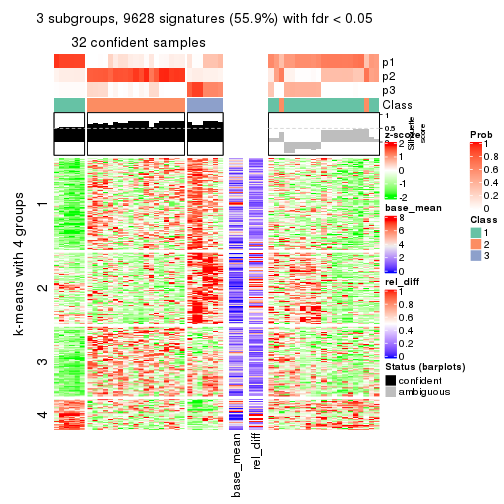 3 subgroups, 9628 signatures (55.9%) with fdr < 0.05
32 confident samples
p1
p2
p3
Class
1
0.5
0
Silhouette
score
k-means with 4 groups
1
2
3
4
base_mean
rel_diff
z-score
2
1
0
-1
-2
base_mean
8
6
4
2
0
rel_diff
1
0.8
0.6
0.4
0.2
0
Status (barplots)
confident
ambiguous
Prob
1
0.8
0.6
0.4
0.2
0
Class
1
2
3